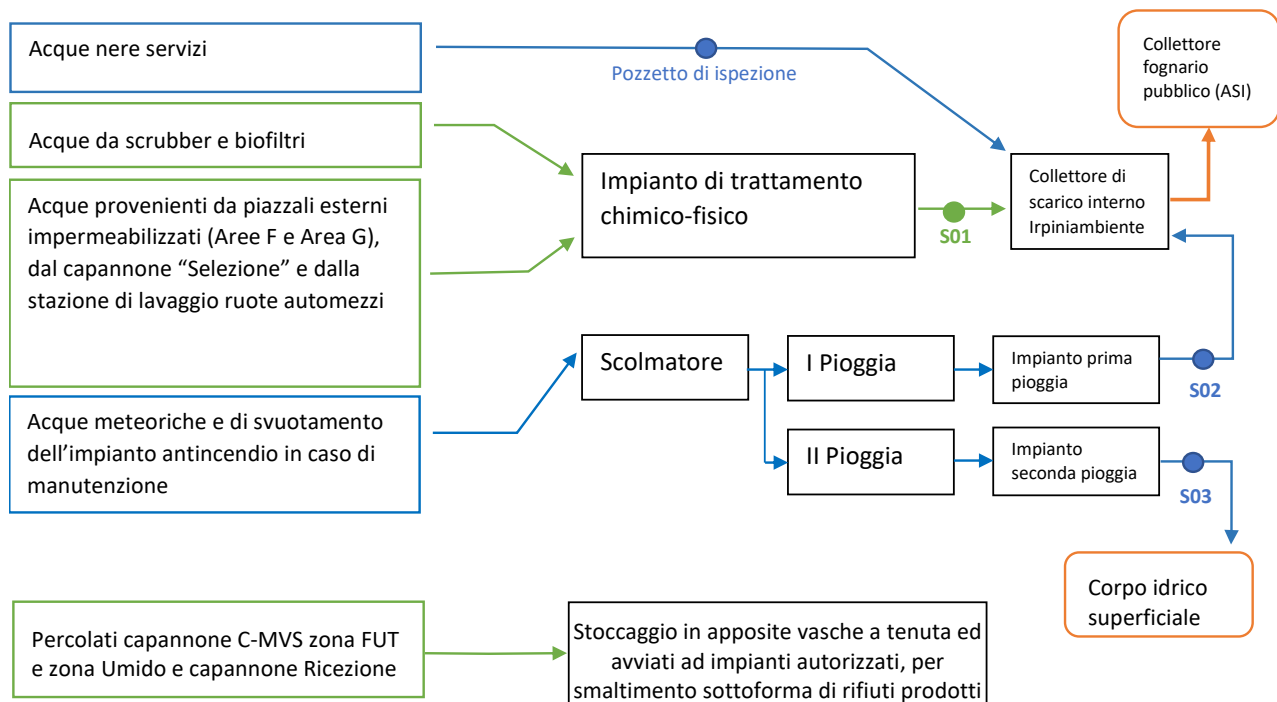 Acque nere servizi
Pozzetto di ispezione
Collettore
fognario
pubblico (ASI)
Acque da scrubber e biofiltri
Acque provenienti da piazzali esterni
impermeabilizzati (Aree F e Area G),
dal capannone “Selezione” e dalla
stazione di lavaggio ruote automezzi
Impianto di trattamento
chimico-fisico
S01
Collettore di
scarico interno
Irpiniambiente
Acque meteoriche e di svuotamento
dell’impianto antincendio in caso di
manutenzione
Scolmatore
I Pioggia
Impianto prima
pioggia
S02
II Pioggia
Impianto
seconda pioggia
S03
Corpo idrico
superficiale
Percolati capannone C-MVS zona FUT
e zona Umido e capannone Ricezione
Stoccaggio in apposite vasche a tenuta ed
avviati ad impianti autorizzati, per
smaltimento sottoforma di rifiuti prodotti